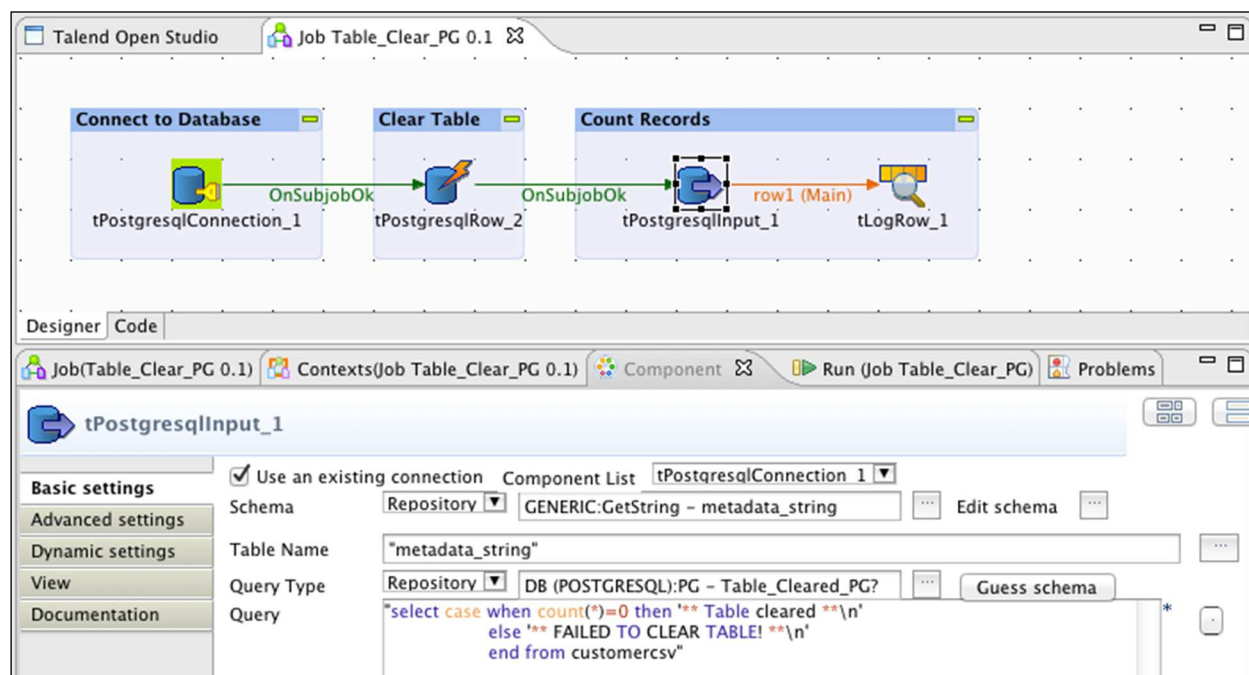 Talend Open Studio Job Table_Clear_PG 0.1
Connect to Database Clear Table Count Records
OnSubjobOk OnSubjobOk row1 (Main)
tPostgresqlConnection_1 tPostgresqlRow_2 tPostgresqlInput_1 tLogRow_1
Designer Code
Job(Table_Clear_PG 0.1) Contexts(Job Table_Clear_PG 0.1) Component Run (Job Table_Clear_PG) Problems
tPostgresqlInput_1
Basic settings
Advanced settings
Dynamic settings
View
Documentation
Use an existing connection Component List tPostgresqlConnection_1
Schema Repository GENERIC:GetString - metadata_string ... Edit schema ...
Table Name "metadata_string" ...
Query Type Repository DB (POSTGRESQL):PG - Table_Cleared_PG? ... Guess schema
Query "select case when count(*)=0 then '** Table cleared **\n' *
else '** FAILED TO CLEAR TABLE! **\n'
end from customercsv"